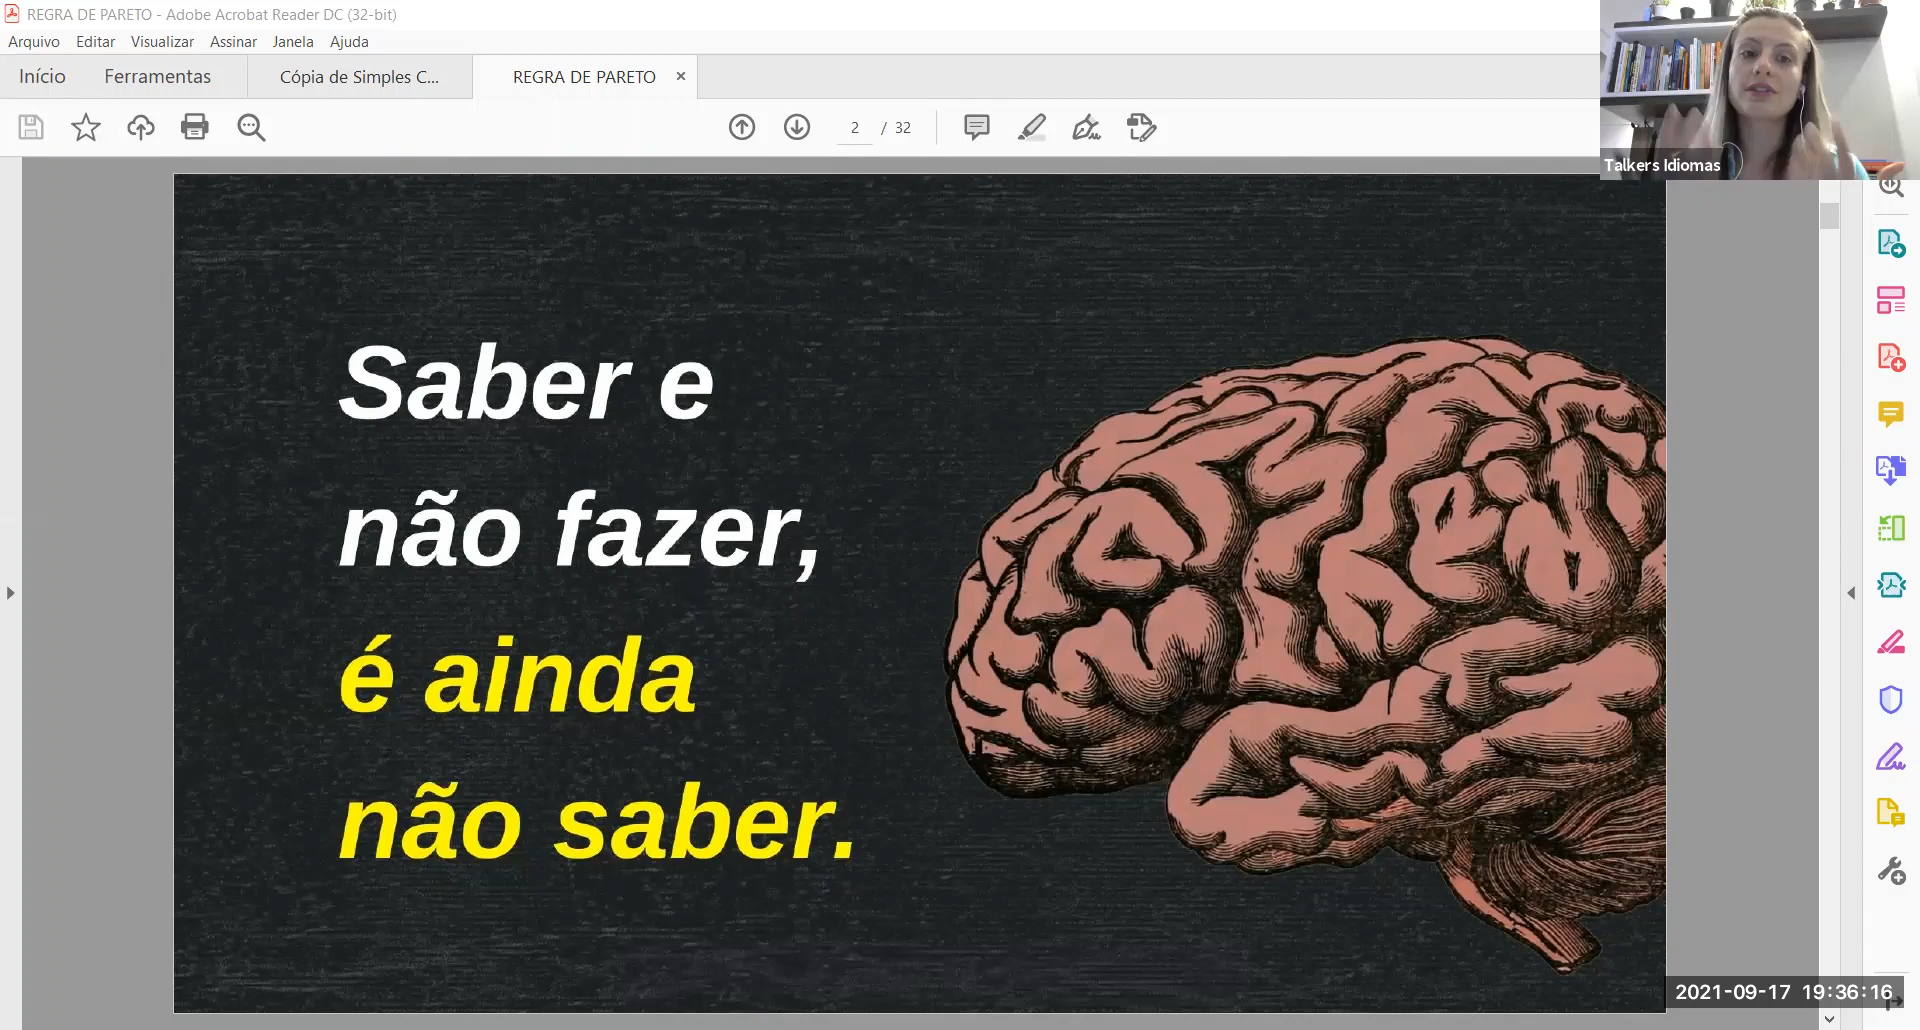 REGRA DE PARETO - Adobe Acrobat Reader DC (32-bit)
Arquivo Editar Visualizar Assinar Janela Ajuda
Início Ferramentas Cópia de Simples C... REGRA DE PARETO ×
2 / 32
Talkers Idiomas
Saber e
não fazer,
é ainda
não saber.
2021-09-17 19:36:16